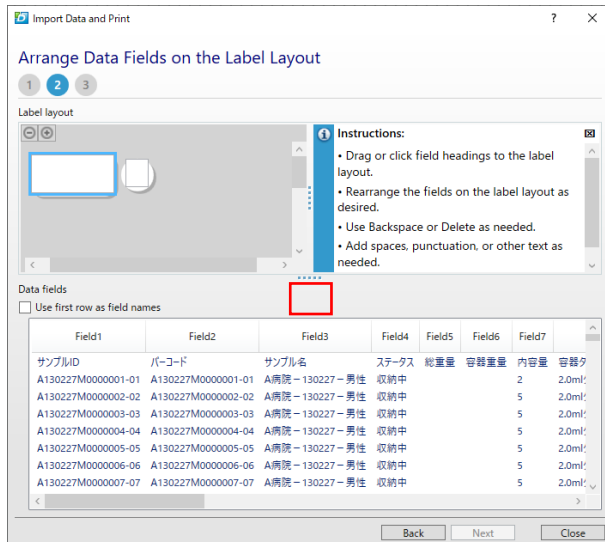 Import Data and Print
Arrange Data Fields on the Label Layout
1 2 3
Label layout
Instructions:
• Drag or click field headings to the label
layout.
• Rearrange the fields on the label layout as
desired.
• Use Backspace or Delete as needed.
• Add spaces, punctuation, or other text as
needed.
Data fields
Use first row as field names
Field1 Field2 Field3 Field4 Field5 Field6 Field7
サンプルID バーコード サンプル名 ステータス 総重量 容器重量 内容量
A130227M0000001-01 A130227M0000001-01 A病院－130227－男性 収納中 2 2.0ml
A130227M0000002-02 A130227M0000002-02 A病院－130227－男性 収納中 5 2.0ml
A130227M0000003-03 A130227M0000003-03 A病院－130227－男性 収納中 5 2.0ml
A130227M0000004-04 A130227M0000004-04 A病院－130227－男性 収納中 5 2.0ml
A130227M0000005-05 A130227M0000005-05 A病院－130227－男性 収納中 5 2.0ml
A130227M0000006-06 A130227M0000006-06 A病院－130227－男性 収納中 5 2.0ml
A130227M0000007-07 A130227M0000007-07 A病院－130227－男性 収納中 5 2.0ml
Back Next Close